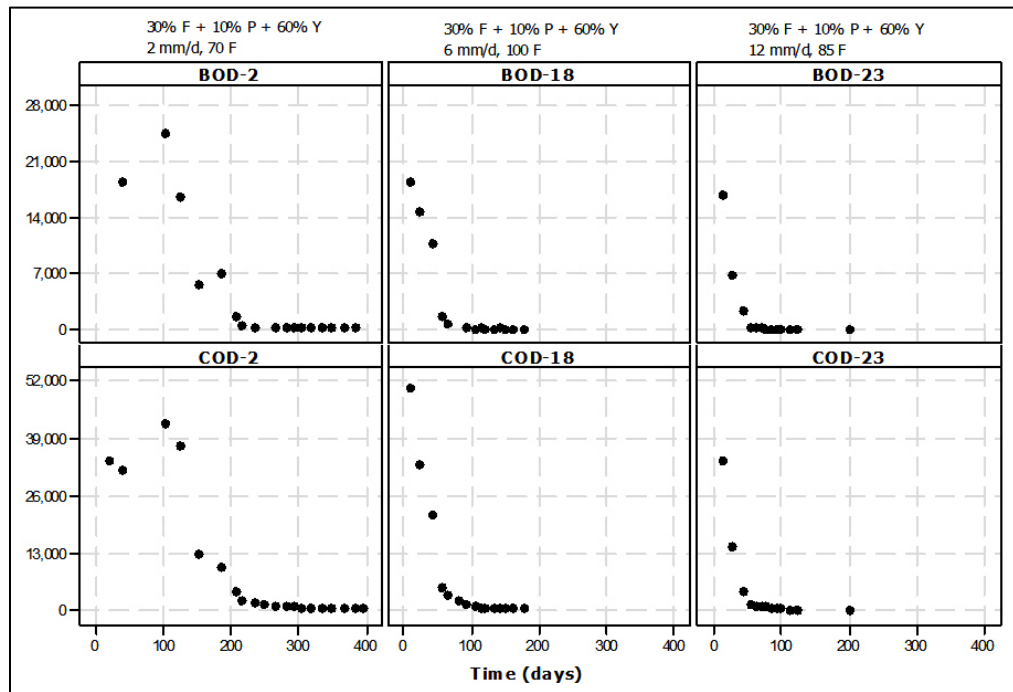 30% F + 10% P + 60% Y
2 mm/d, 70 F
30% F + 10% P + 60% Y
6 mm/d, 100 F
30% F + 10% P + 60% Y
12 mm/d, 85 F
BOD-2
BOD-18
BOD-23
28,000
21,000
14,000
7,000
0
COD-2
COD-18
COD-23
52,000
39,000
26,000
13,000
0
0 100 200 300 400
0 100 200 300 400
0 100 200 300 400
Time (days)